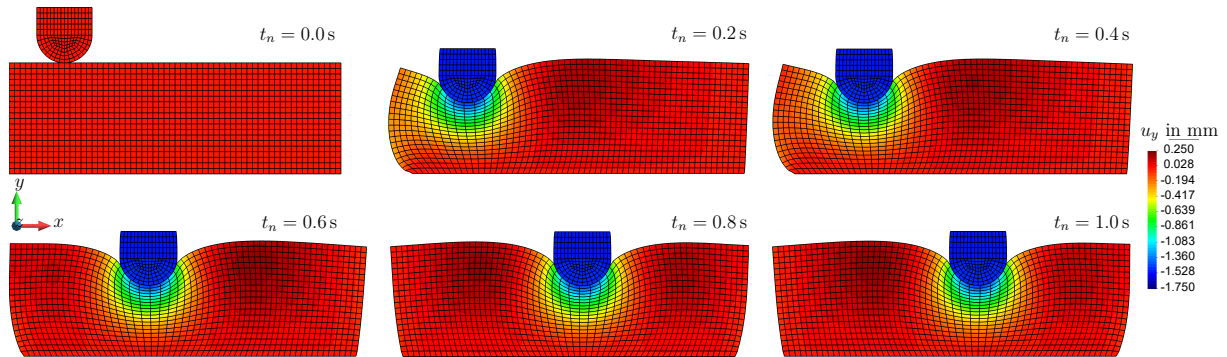 t_n = 0.0 s
t_n = 0.2 s
t_n = 0.4 s
u_y in mm
0.250
0.028
-0.194
-0.417
-0.639
-0.861
-1.083
-1.360
-1.528
-1.750
y
z x
t_n = 0.6 s
t_n = 0.8 s
t_n = 1.0 s